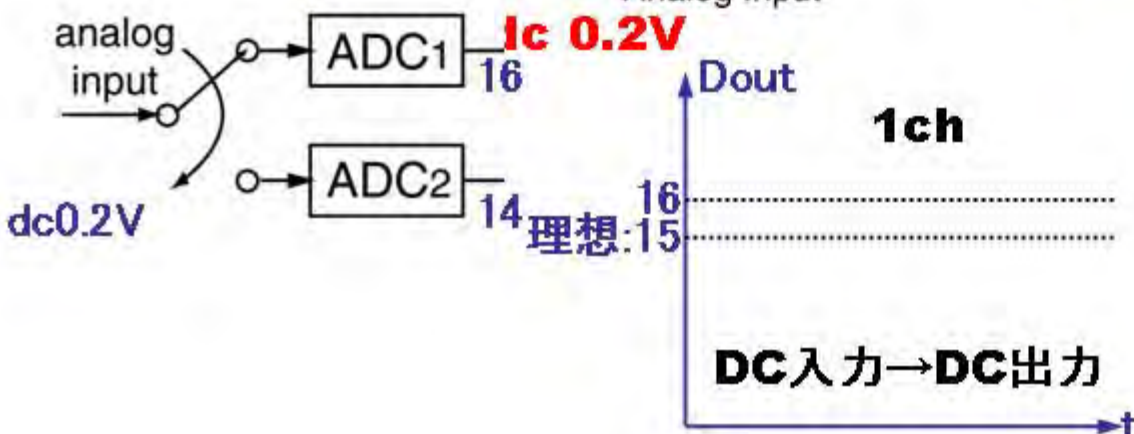 analog
input
ADC1
16
ADC2
14
dc0.2V
Ic 0.2V
Dout
1ch
16
理想:15
DC入力→DC出力
t